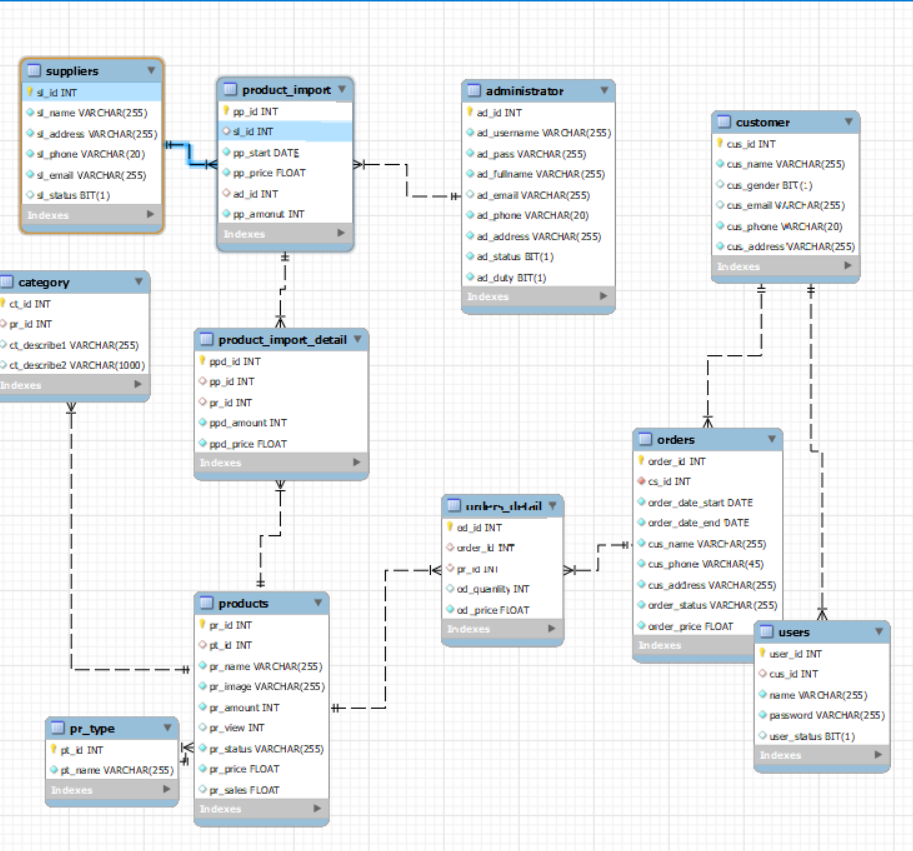 suppliers
sl_id INT
sl_name VARCHAR(255)
sl_address VARCHAR(255)
sl_phone VARCHAR(20)
sl_email VARCHAR(255)
sl_status BIT(1)
Indexes
product_import
pp_id INT
sl_id INT
pp_start DATE
pp_price FLOAT
ad_id INT
pp_amonut INT
Indexes
administrator
ad_id INT
ad_username VARCHAR(255)
ad_pass VARCHAR(255)
ad_fullname VARCHAR(255)
ad_email VARCHAR(255)
ad_phone VARCHAR(20)
ad_address VARCHAR(255)
ad_status BIT(1)
ad_duty BIT(1)
Indexes
customer
cus_id INT
cus_name VARCHAR(255)
cus_gender BIT(1)
cus_email VARCHAR(255)
cus_phone VARCHAR(20)
cus_address VARCHAR(255)
Indexes
category
ct_id INT
pr_id INT
ct_describe1 VARCHAR(255)
ct_describe2 VARCHAR(1000)
Indexes
product_import_detail
ppd_id INT
pp_id INT
pr_id INT
ppd_amount INT
ppd_price FLOAT
Indexes
orders
order_id INT
cs_id INT
order_date_start DATE
order_date_end DATE
cus_name VARCHAR(255)
cus_phone VARCHAR(45)
cus_address VARCHAR(255)
order_status VARCHAR(255)
order_price FLOAT
Indexes
orders_detail
od_id INT
order_id INT
pr_id INT
od_quanlity INT
od_price FLOAT
Indexes
products
pr_id INT
pt_id INT
pr_name VARCHAR(255)
pr_image VARCHAR(255)
pr_amount INT
pr_view INT
pr_status VARCHAR(255)
pr_price FLOAT
pr_sales FLOAT
Indexes
users
user_id INT
cus_id INT
name VARCHAR(255)
password VARCHAR(255)
user_status BIT(1)
Indexes
pr_type
pt_id INT
pt_name VARCHAR(255)
Indexes